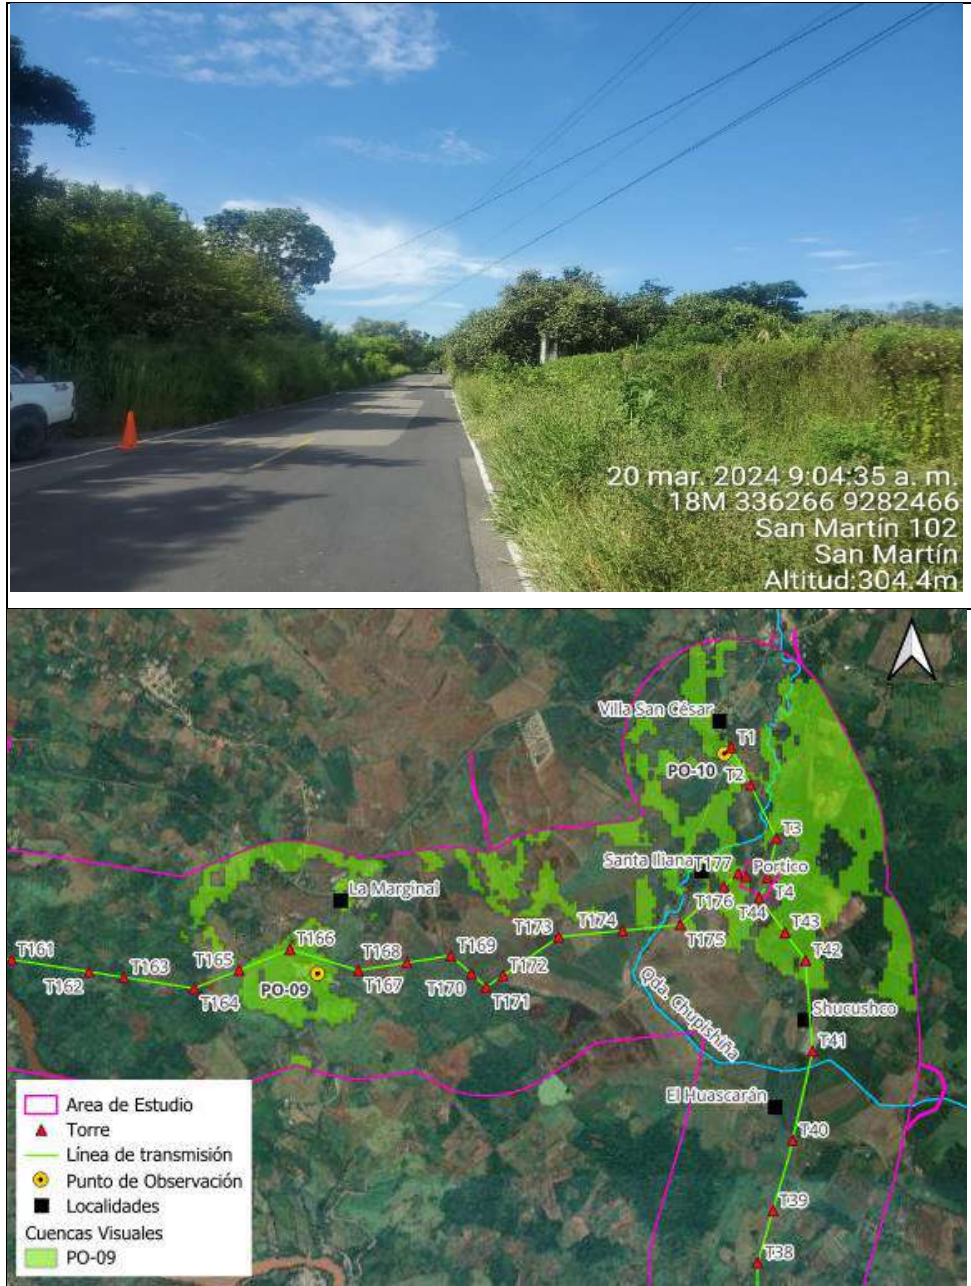 20 mar. 2024 9:04:35 a. m.
18M 336266 9282466
San Martín 102
San Martín
Altitud:304.4m
Villa San César
T1
PO-10
T2
T3
Santa Iliana
T177
Portico
La Marginal
T176
T4
T44
T43
T173
T174
T175
T42
T161
T166
T168
T169
T165
T163
T162
T172
PO-09
T167
T170
T164
T171
Qda. Chupishiña
Shucushco
T41
El Huascarán
T40
T39
T38
Area de Estudio
Torre
Línea de transmisión
Punto de Observación
Localidades
Cuencas Visuales
PO-09